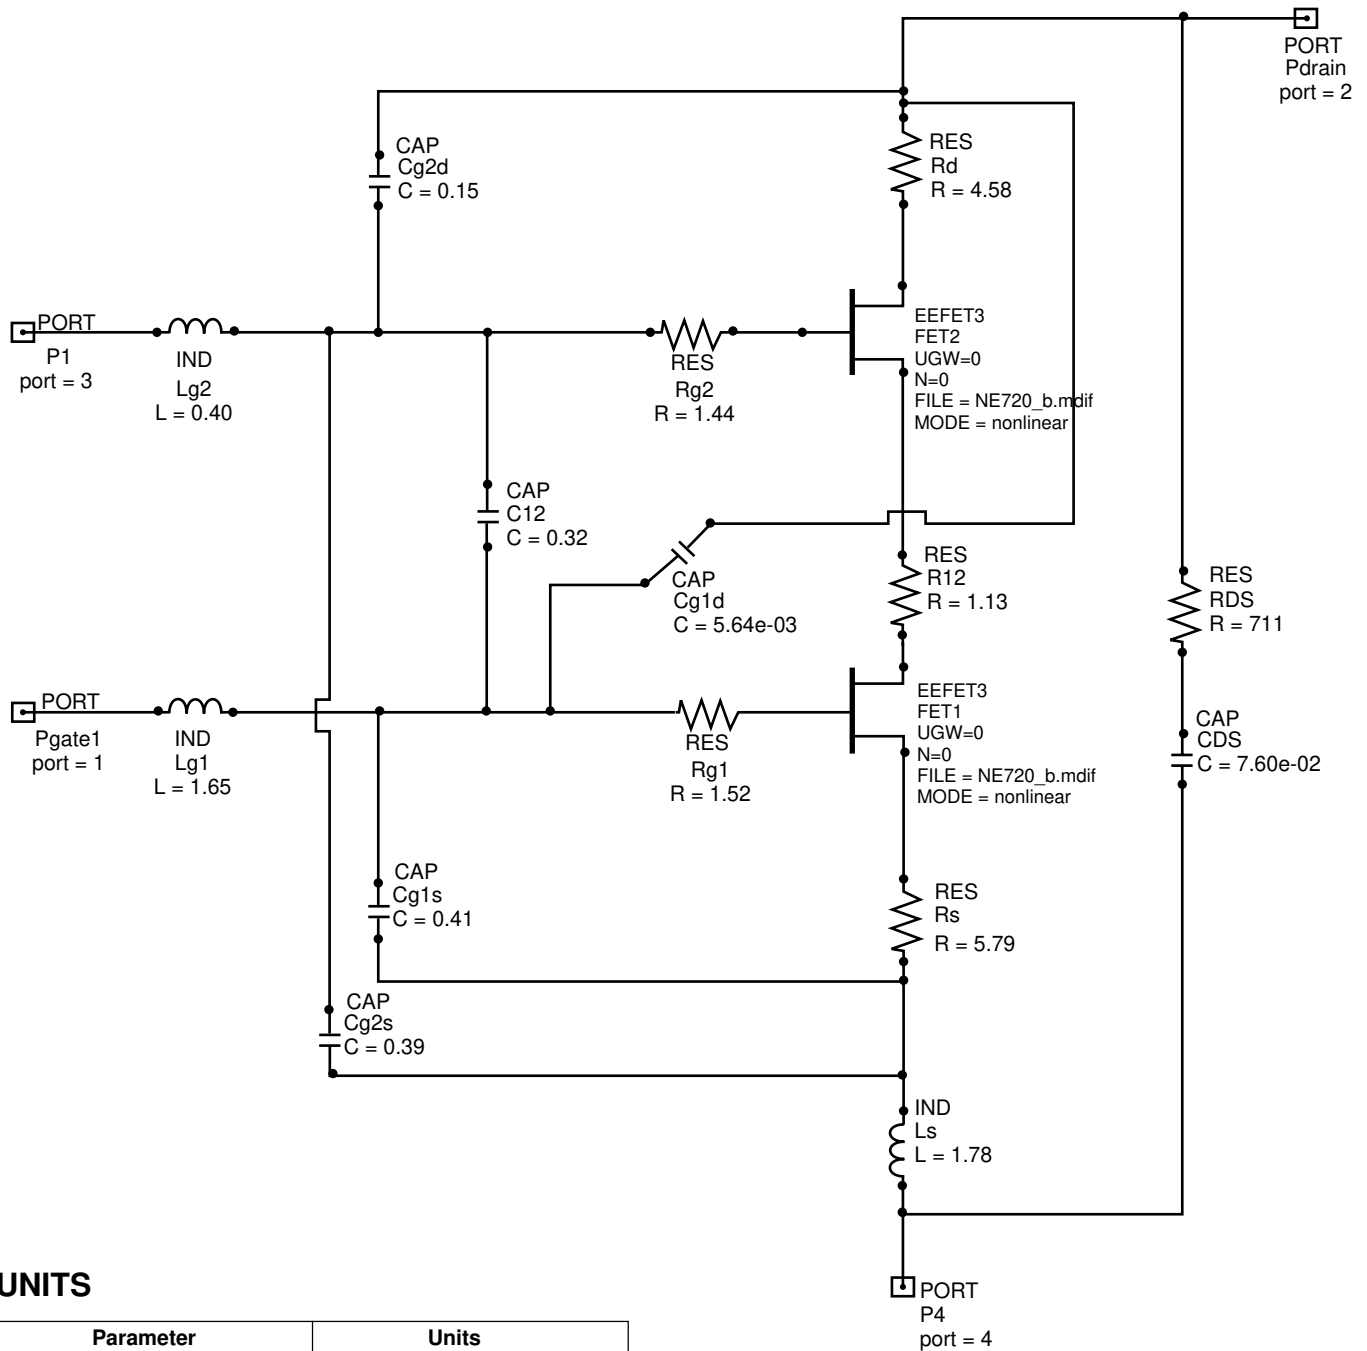 PORT
Pdrain
port = 2
CAP
Cg2d
C = 0.15
RES
Rd
R = 4.58
PORT
P1
port = 3
IND
Lg2
L = 0.40
RES
Rg2
R = 1.44
EEFET3
FET2
UGW=0
N=0
FILE = NE720_b.mdif
MODE = nonlinear
CAP
C12
C = 0.32
CAP
Cg1d
C = 5.64e-03
RES
R12
R = 1.13
RES
RDS
R = 711
PORT
Pgate1
port = 1
IND
Lg1
L = 1.65
RES
Rg1
R = 1.52
EEFET3
FET1
UGW=0
N=0
FILE = NE720_b.mdif
MODE = nonlinear
CAP
CDS
C = 7.60e-02
CAP
Cg1s
C = 0.41
RES
Rs
R = 5.79
CAP
Cg2s
C = 0.39
IND
Ls
L = 1.78
PORT
P4
port = 4
UNITS
Parameter Units